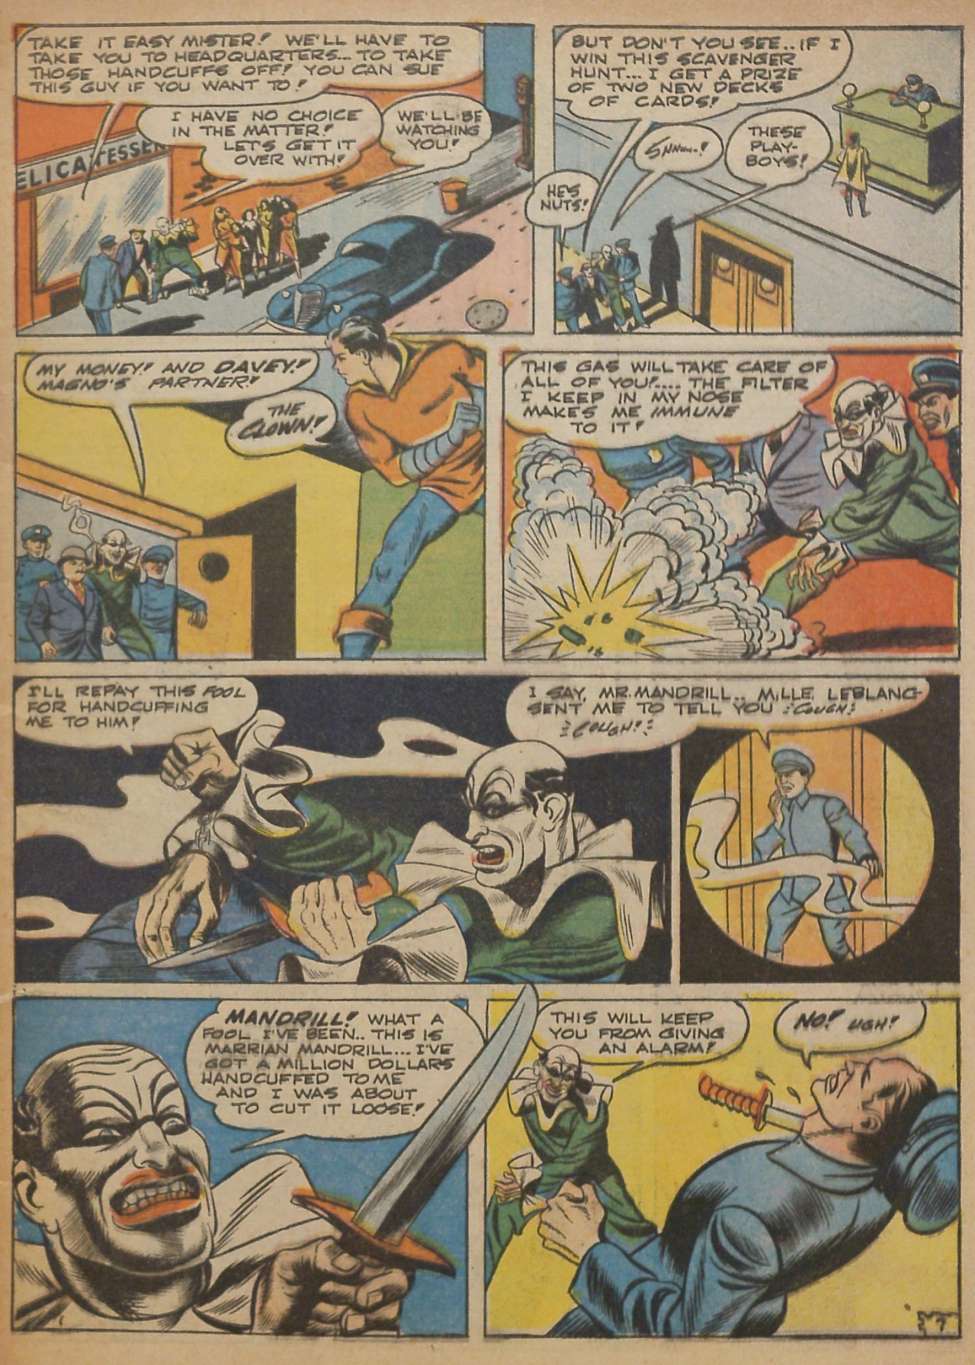 TAKE IT EASY MISTER! WE'LL HAVE TO
TAKE YOU TO HEADQUARTERS... TO TAKE
THOSE HANDCUFFS OFF! YOU CAN SUE
THIS GUY IF YOU WANT TO!
I HAVE NO CHOICE
IN THE MATTER!
LET'S GET IT
OVER WITH!
WE'LL BE
WATCHING
YOU!
ELICATESSEN
BUT DON'T YOU SEE.. IF I
WIN THIS SCAVENGER
HUNT... I GET A PRIZE
OF TWO NEW DECKS
OF CARDS!
HE'S
NUTS!
SHHHH-!
THESE
PLAY-
BOYS!
MY MONEY! AND DAVEY!
MAGNO'S PARTNER!
THE
CLOWN!
THIS GAS WILL TAKE CARE OF
ALL OF YOU!.... THE FILTER
I KEEP IN MY NOSE
MAKES ME IMMUNE
TO IT!
I'LL REPAY THIS FOOL
FOR HANDCUFFING
ME TO HIM!
I SAY, MR. MANDRILL.. MLLE, LEBLANC-
SENT ME TO TELL YOU :COUGH:
:COUGH!:
MANDRILL! WHAT A
FOOL I'VE BEEN.. THIS IS
MARRIAN MANDRILL... I'VE
GOT A MILLION DOLLARS
HANDCUFFED TO ME
AND I WAS ABOUT
TO CUT IT LOOSE!
THIS WILL KEEP
YOU FROM GIVING
AN ALARM!
NO! UGH!